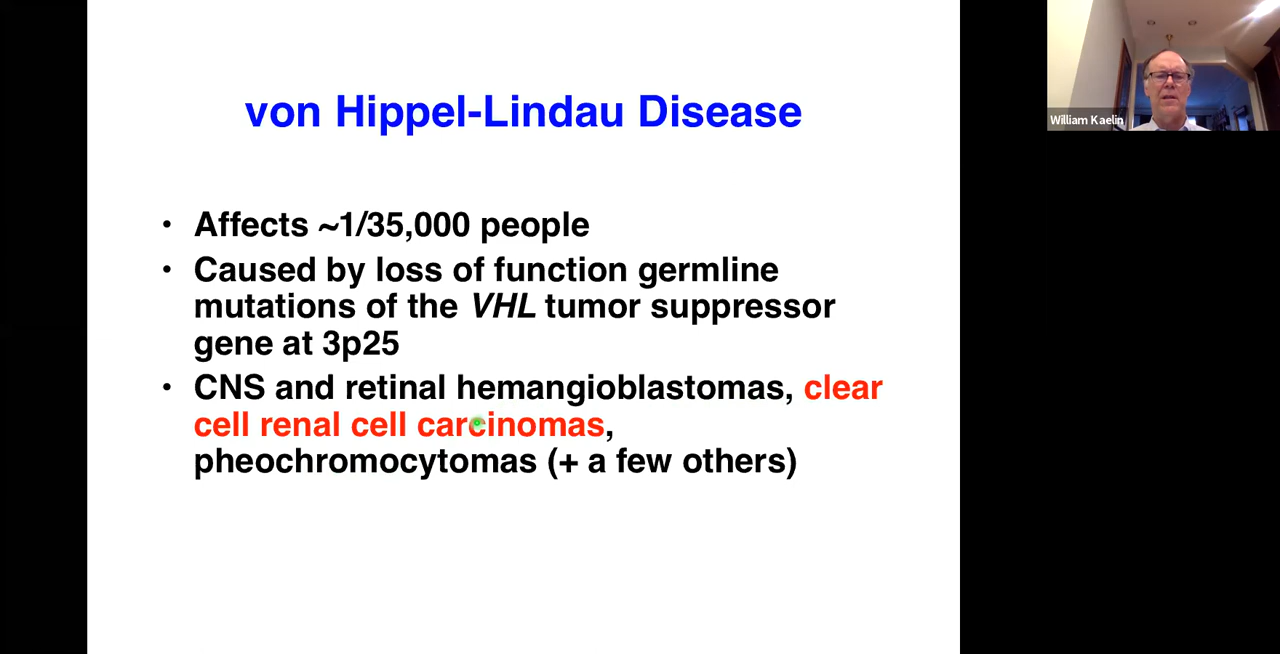 von Hippel-Lindau Disease
• Affects ~1/35,000 people
• Caused by loss of function germline
mutations of the VHL tumor suppressor
gene at 3p25
• CNS and retinal hemangioblastomas, clear
cell renal cell carcinomas,
pheochromocytomas (+ a few others)
William Kaelin